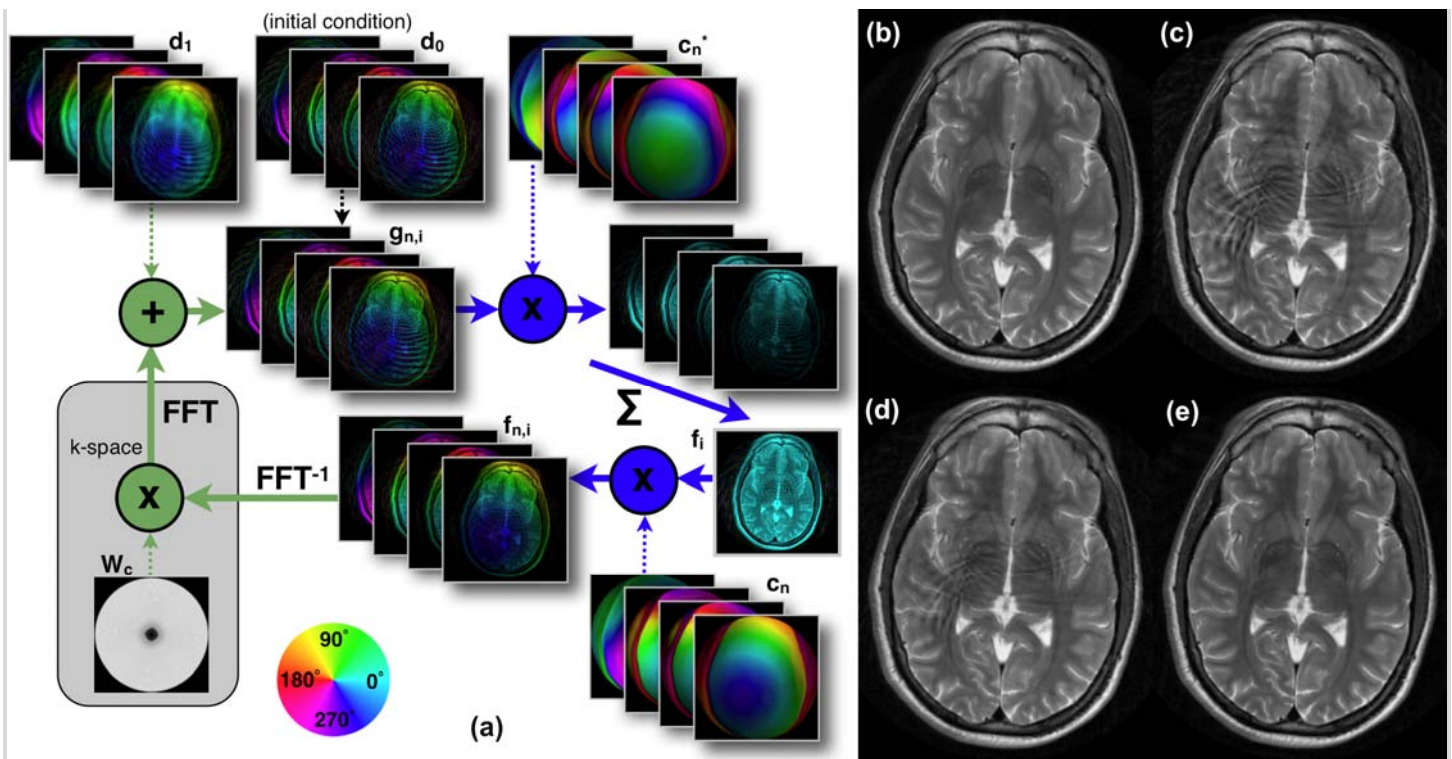 (initial condition)
d1
d0
cn*
(b)
(c)
gn,i
+
x
FFT
Σ
(d)
(e)
k-space
fn,i
fi
FFT-1
x
x
Wc
cn
90°
180°
0°
270°
(a)